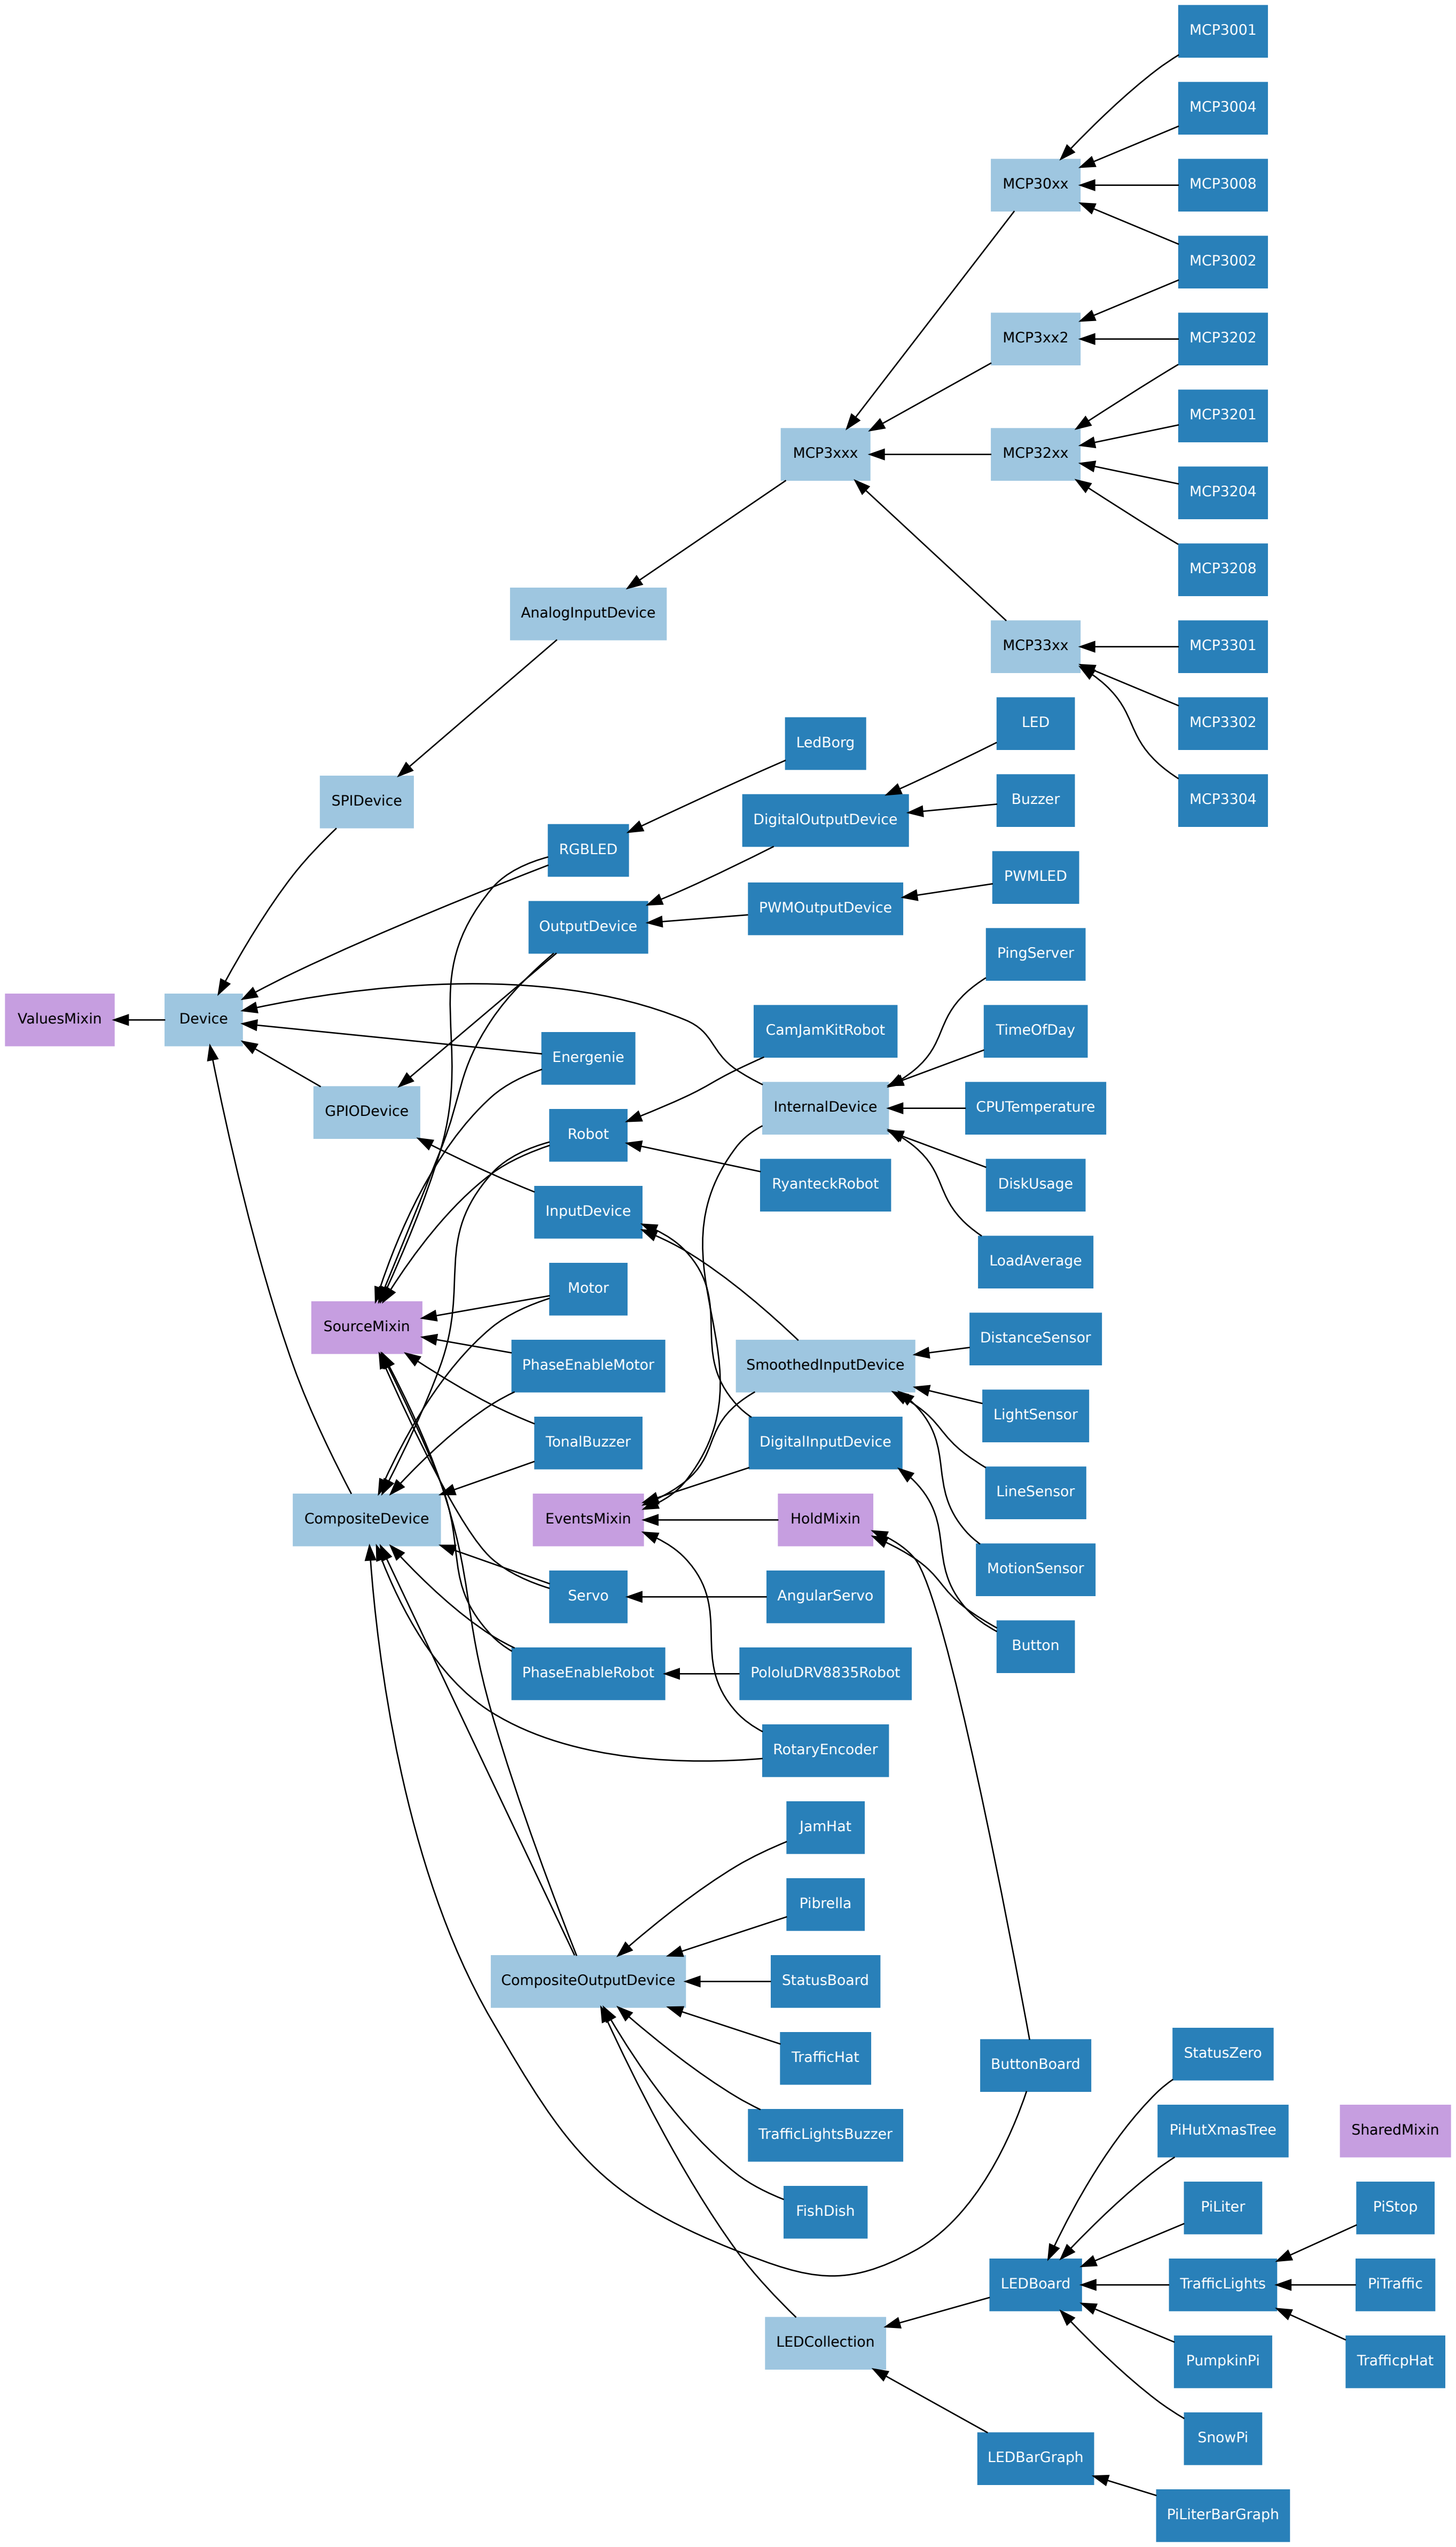 MCP3001
MCP3004
MCP30xx
MCP3008
MCP3002
MCP3xx2
MCP3202
MCP3201
MCP3xxx
MCP32xx
MCP3204
MCP3208
AnalogInputDevice
MCP33xx
MCP3301
LED
MCP3302
LedBorg
SPIDevice
Buzzer
MCP3304
DigitalOutputDevice
RGBLED
PWMLED
PWMOutputDevice
OutputDevice
PingServer
ValuesMixin
Device
CamJamKitRobot
TimeOfDay
Energenie
GPIODevice
InternalDevice
CPUTemperature
Robot
RyanteckRobot
DiskUsage
InputDevice
LoadAverage
Motor
SourceMixin
DistanceSensor
PhaseEnableMotor
SmoothedInputDevice
LightSensor
TonalBuzzer
DigitalInputDevice
LineSensor
CompositeDevice
EventsMixin
HoldMixin
MotionSensor
Servo
AngularServo
Button
PhaseEnableRobot
PololuDRV8835Robot
RotaryEncoder
JamHat
Pibrella
CompositeOutputDevice
StatusBoard
TrafficHat
ButtonBoard
StatusZero
TrafficLightsBuzzer
PiHutXmasTree
SharedMixin
FishDish
PiLiter
PiStop
LEDBoard
TrafficLights
PiTraffic
LEDCollection
PumpkinPi
TrafficpHat
SnowPi
LEDBarGraph
PiLiterBarGraph